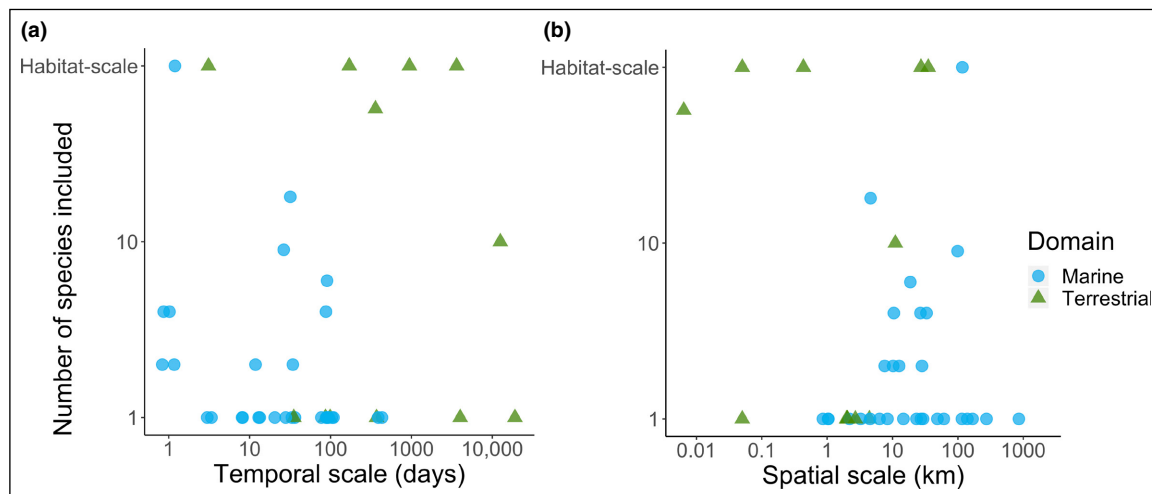 (a)
Habitat-scale
10
1
Number of species included
1 10 100 1000 10,000
Temporal scale (days)
(b)
Habitat-scale
10
1
0.01 0.1 1 10 100 1000
Spatial scale (km)
Domain
Marine
Terrestrial